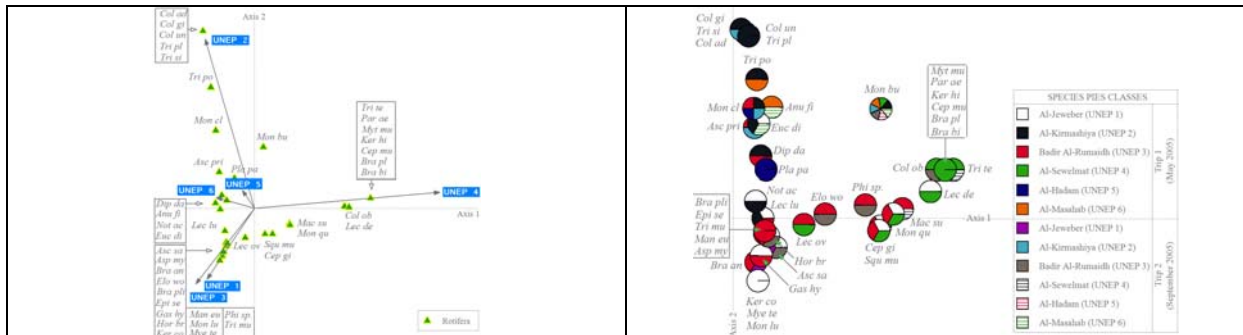 Axis 2
Col ad
Col gi
Col un
Tri pl
Tri si
UNEP 2
Tri po
Mon cl
Mon bu
Asc pri
Pla pa
UNEP 6
UNEP 5
Tri te
Par ae
Myt mu
Ker hi
Cep mu
Bra pl
Bra bi
UNEP 4
Axis 1
Dip da
Anu fi
Not ac
Euc di
Lec lu
Lec ov
Mac su
Mon qu
Squ mu
Cep gi
Col ob
Lec de
Asc sa
Asp my
Bra an
Elo wo
Bra pli
Epi se
Gas hy
Hor br
Ker co
UNEP 1
UNEP 3
Man eu
Mon lu
Mye te
Phi sp.
Tri mu
Rotifera
Col gi
Tri si
Col ad
Col un
Tri pl
Tri po
Mon cl
Anu fi
Asc pri
Euc di
Mon bu
Dip da
Pla pa
Myt mu
Par ae
Ker hi
Cep mu
Bra pl
Bra bi
Col ob
Tri te
Lec de
Not ac
Lec lu
Elo wo
Phi sp.
Axis 1
Bra pli
Epi se
Tri mu
Man eu
Asp my
Lec ov
Mac su
Mon qu
Cep gi
Squ mu
Bra an
Hor br
Asc sa
Gas hy
Ker co
Mye te
Mon lu
Axis 2
SPECIES PIES CLASSES
Al-Jeweber (UNEP 1)
Al-Kirmashiya (UNEP 2)
Badir Al-Rumaidh (UNEP 3)
Al-Sewelmat (UNEP 4)
Al-Hadam (UNEP 5)
Al-Masahab (UNEP 6)
Trip 1
(May 2005)
Al-Jeweber (UNEP 1)
Al-Kirmashiya (UNEP 2)
Badir Al-Rumaidh (UNEP 3)
Al-Sewelmat (UNEP 4)
Al-Hadam (UNEP 5)
Al-Masahab (UNEP 6)
Trip 2
(September 2005)